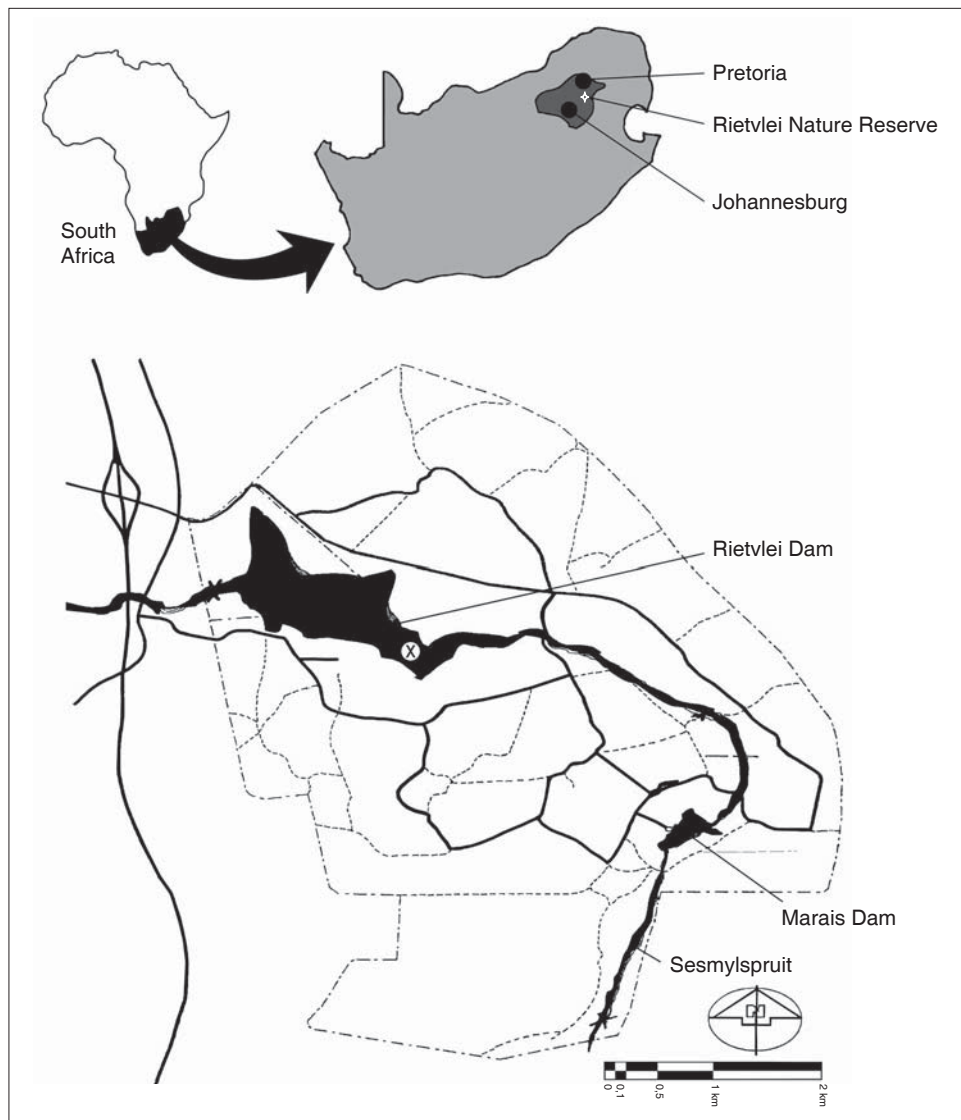 Pretoria
Rietvlei Nature Reserve
Johannesburg
South
Africa
Rietvlei Dam
X
Marais Dam
Sesmylspruit
N
0
0,1
0,5
1 km
2 km